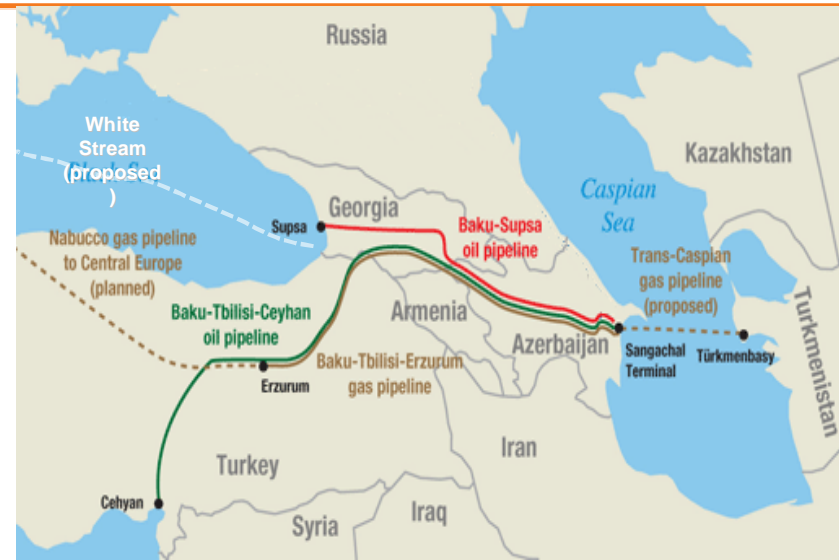 Russia
White
Stream
(proposed
)
Black Sea
Kazakhstan
Caspian
Sea
Georgia
Supsa
Baku-Supsa
oil pipeline
Nabucco gas pipeline
to Central Europe
(planned)
Trans-Caspian
gas pipeline
(proposed)
Turkmenistan
Baku-Tbilisi-Ceyhan
oil pipeline
Armenia
Azerbaijan
Sangachal
Terminal
Türkmenbasy
Baku-Tbilisi-Erzurum
gas pipeline
Erzurum
Iran
Turkey
Cehyan
Syria
Iraq